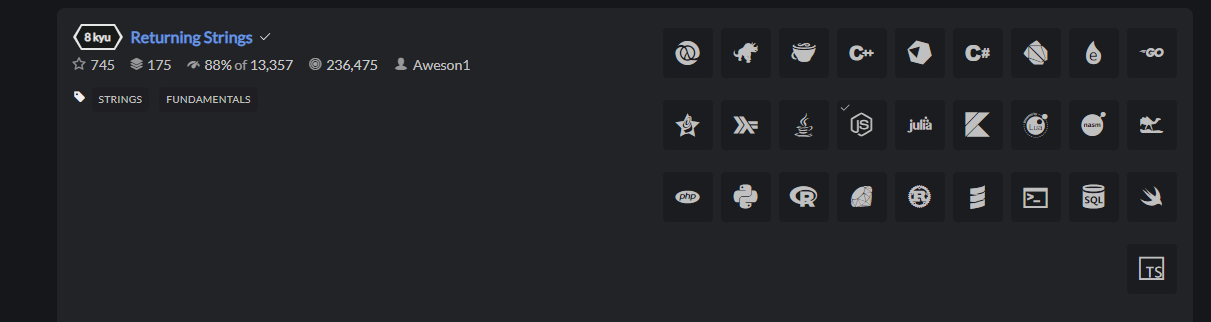 8 kyu Returning Strings
745 175 88% of 13,357 236,475 Aweson1
STRINGS FUNDAMENTALS
C++ C# e GO
JS julia Lua nasm
php R R >_ SQL
TS